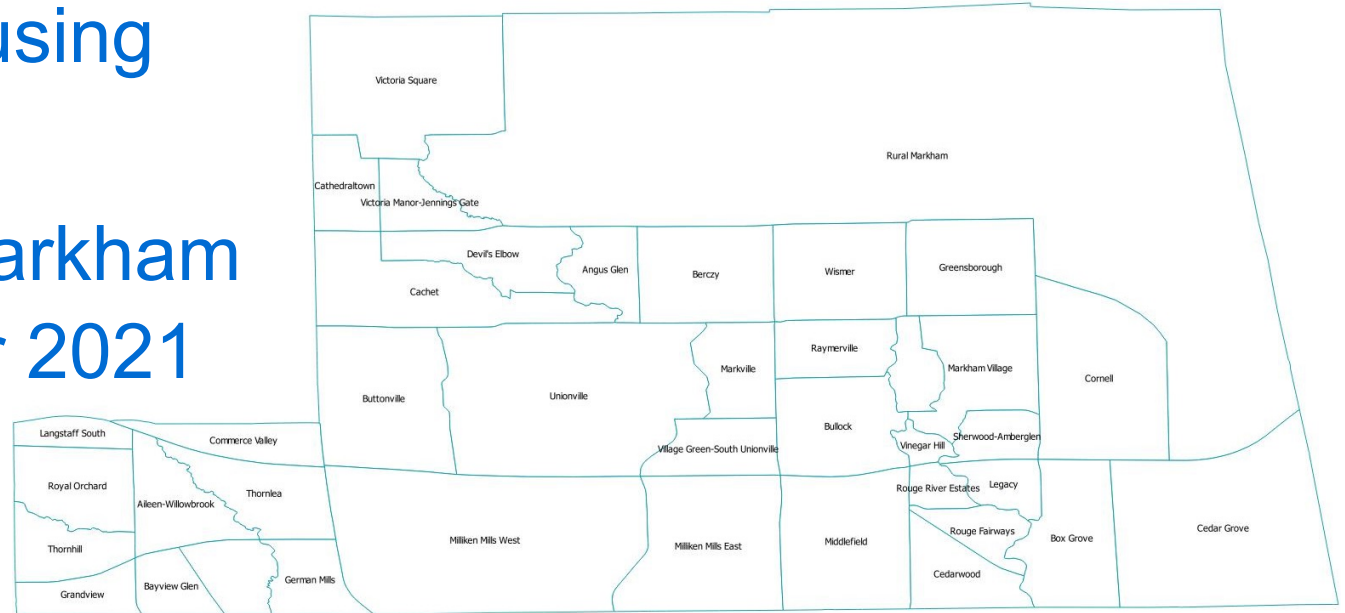 using
arkham
r 2021
Victoria Square
Rural Markham
Cathedraltown
Victoria Manor-Jennings Gate
Devil's Elbow
Angus Glen
Berczy
Wismer
Greensborough
Cachet
Raymerville
Markville
Markham Village
Cornell
Buttonville
Unionville
Bullock
Langstaff South
Commerce Valley
Village Green-South Unionville
Vinegar Hill
Sherwood-Amberglen
Royal Orchard
Aileen-Willowbrook
Thornlea
Rouge River Estates
Legacy
Thornhill
Milliken Mills West
Milliken Mills East
Middlefield
Rouge Fairways
Box Grove
Cedar Grove
Grandview
Bayview Glen
German Mills
Cedarwood